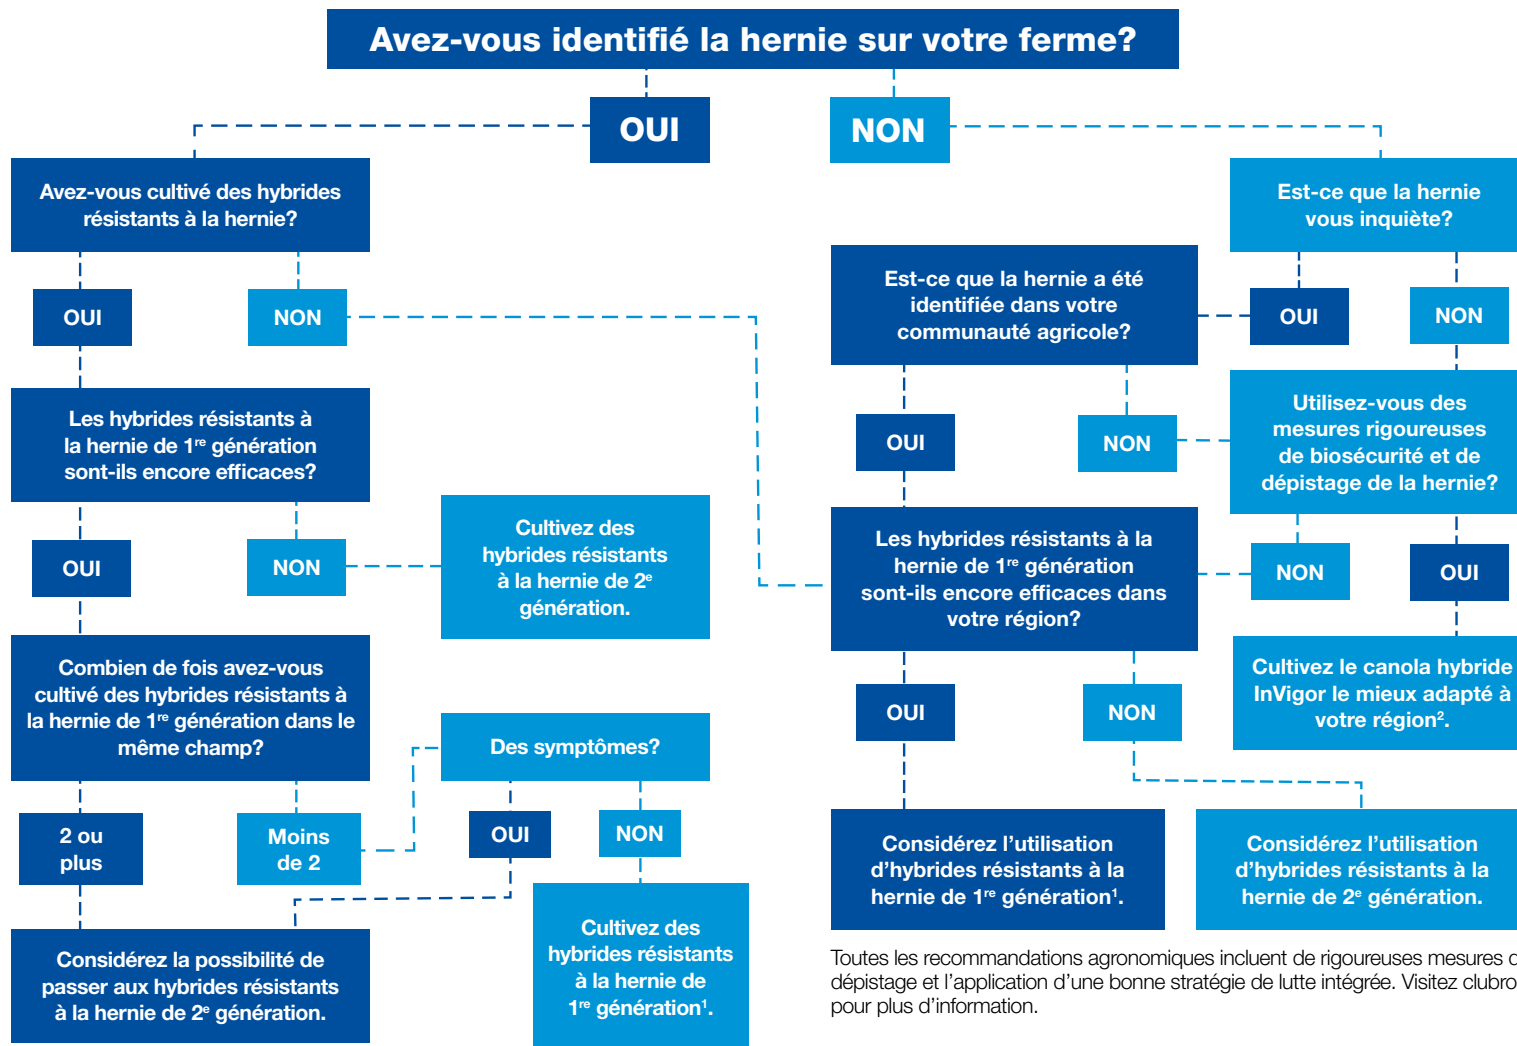 Avez-vous identifié la hernie sur votre ferme?
OUI
NON
Avez-vous cultivé des hybrides
résistants à la hernie?
OUI
NON
Les hybrides résistants à
la hernie de 1re génération
sont-ils encore efficaces?
OUI
NON
Cultivez des
hybrides résistants
à la hernie de 2e
génération.
Combien de fois avez-vous
cultivé des hybrides résistants à
la hernie de 1re génération dans le
même champ?
2 ou
plus
Moins
de 2
Des symptômes?
OUI
NON
Considérez la possibilité de
passer aux hybrides résistants
à la hernie de 2e génération.
Cultivez des
hybrides résistants
à la hernie de
1re génération1.
Est-ce que la hernie
vous inquiète?
OUI
NON
Est-ce que la hernie a été
identifiée dans votre
communauté agricole?
OUI
NON
Utilisez-vous des
mesures rigoureuses
de biosécurité et de
dépistage de la hernie?
NON
OUI
Les hybrides résistants à la
hernie de 1re génération
sont-ils encore efficaces dans
votre région?
OUI
NON
Cultivez le canola hybride
InVigor le mieux adapté à
votre région2.
Considérez l’utilisation
d’hybrides résistants à la
hernie de 1re génération1.
Considérez l’utilisation
d’hybrides résistants à la
hernie de 2e génération.
Toutes les recommandations agronomiques incluent de rigoureuses mesures
dépistage et l’application d’une bonne stratégie de lutte intégrée. Visitez
pour plus d’information.